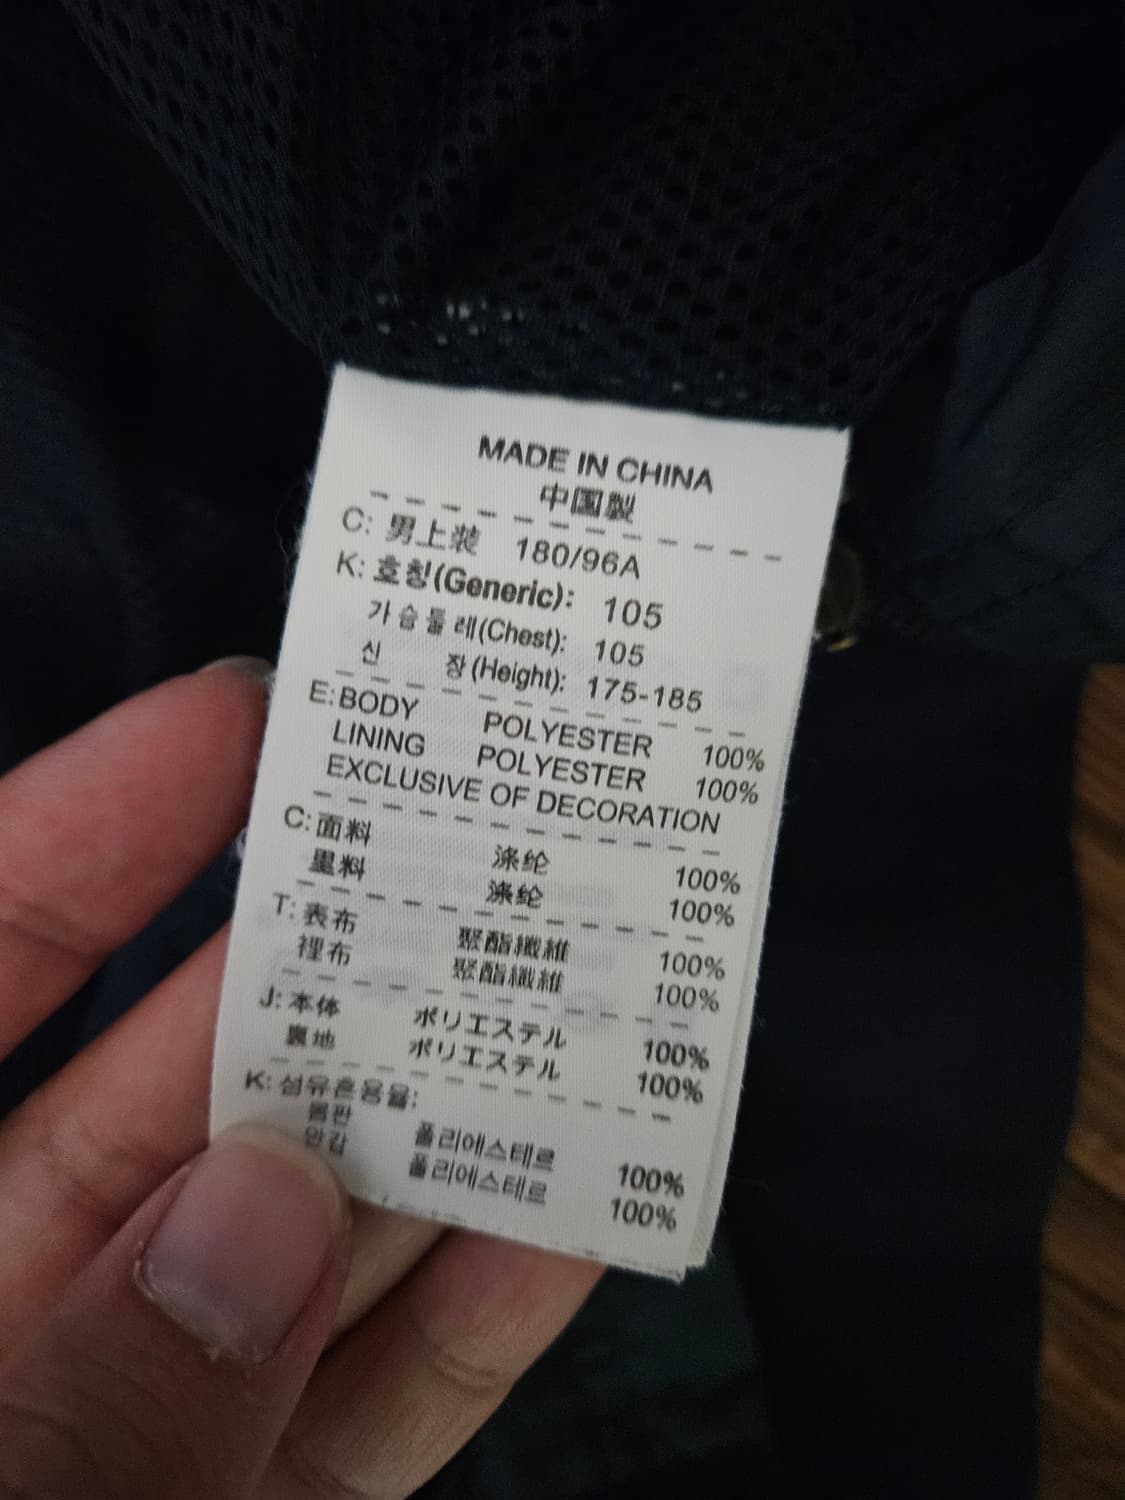 MADE IN CHINA
中国製
C: 男上装 180/96A
K: 호칭(Generic): 105
가슴둘레(Chest): 105
신 장(Height): 175-185
E:BODY POLYESTER 100%
LINING POLYESTER 100%
EXCLUSIVE OF DECORATION
C:面料 涤纶 100%
里料 涤纶 100%
T: 表布 聚酯纖維 100%
裡布 聚酯纖維 100%
J: 本体 ポリエステル 100%
裏地 ポリエステル 100%
K: 섬유혼용율:
몸판 폴리에스테르 100%
안감 폴리에스테르 100%